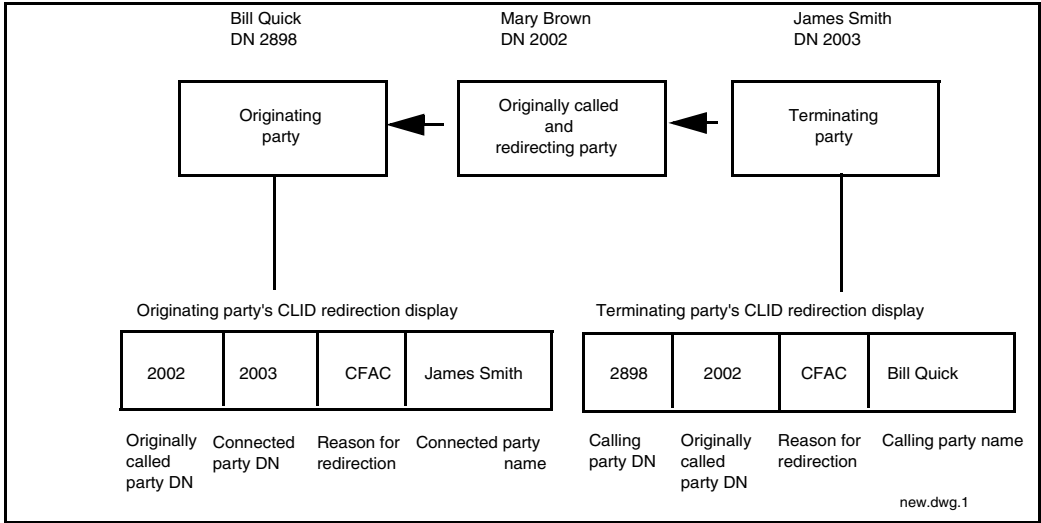 Bill Quick
DN 2898
Mary Brown
DN 2002
James Smith
DN 2003
Originating
party
Originally called
and
redirecting party
Terminating
party
Originating party's CLID redirection display
2002 2003 CFAC James Smith
Originally
called
party DN
Connected
party DN
Reason for
redirection
Connected party
name
Terminating party's CLID redirection display
2898 2002 CFAC Bill Quick
Calling
party DN
Originally
called
party DN
Reason for
redirection
Calling party name
new.dwg.1